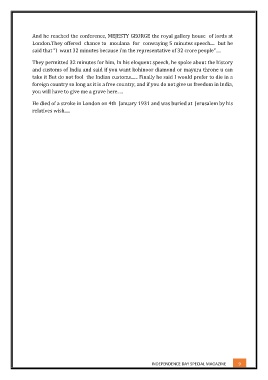 And he reached the conference, MEJESTY GEORGE the royal gallery house of lords at
London.They offered chance to moulana for conveying 5 minutes speech.... but he
said that "I want 32 minutes because i'm the representative of 32 crore people"....
They permitted 32 minutes for him, In his eloquent speech, he spoke about the history
and customs of India and said if you want kohinoor diamond or mayura throne u can
take it But do not fool the Indian customs...... Finally he said I would prefer to die in a
foreign country so long as it is a free country, and if you do not give us freedom in India,
you will have to give me a grave here.....
He died of a stroke in London on 4th January 1931 and was buried at Jerusalem by his
relatives wish.....
INDEPENDENCE DAY SPECIAL MAGAZINE